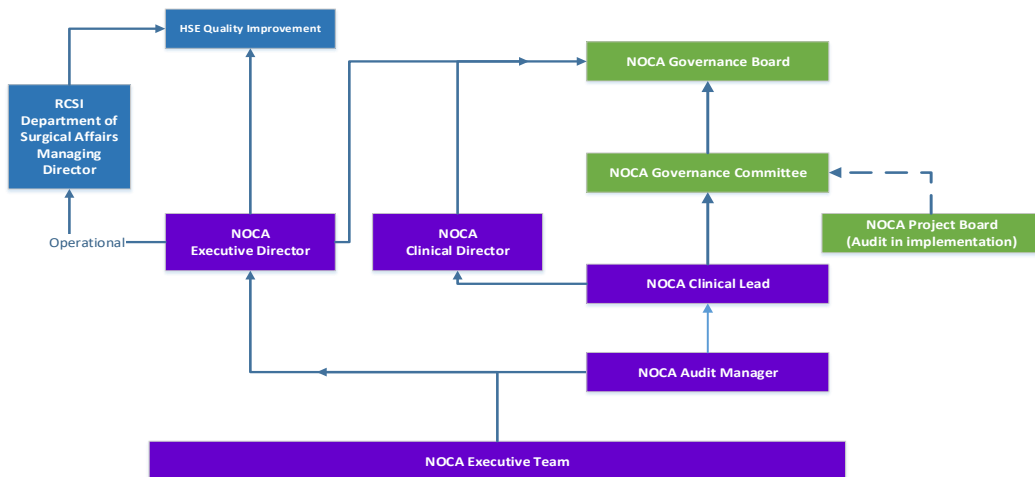 HSE Quality Improvement
NOCA Governance Board
RCSI
Department of
Surgical Affairs
Managing
Director
NOCA Governance Committee
NOCA Project Board
(Audit in implementation)
Operational
NOCA
Executive Director
NOCA
Clinical Director
NOCA Clinical Lead
NOCA Audit Manager
NOCA Executive Team